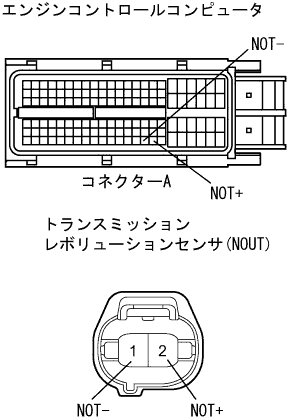 エンジンコントロールコンピュータ
NOT-
コネクターA
NOT+
トランスミッション
レボリューションセンサ(NOUT)
1 2
NOT- NOT+